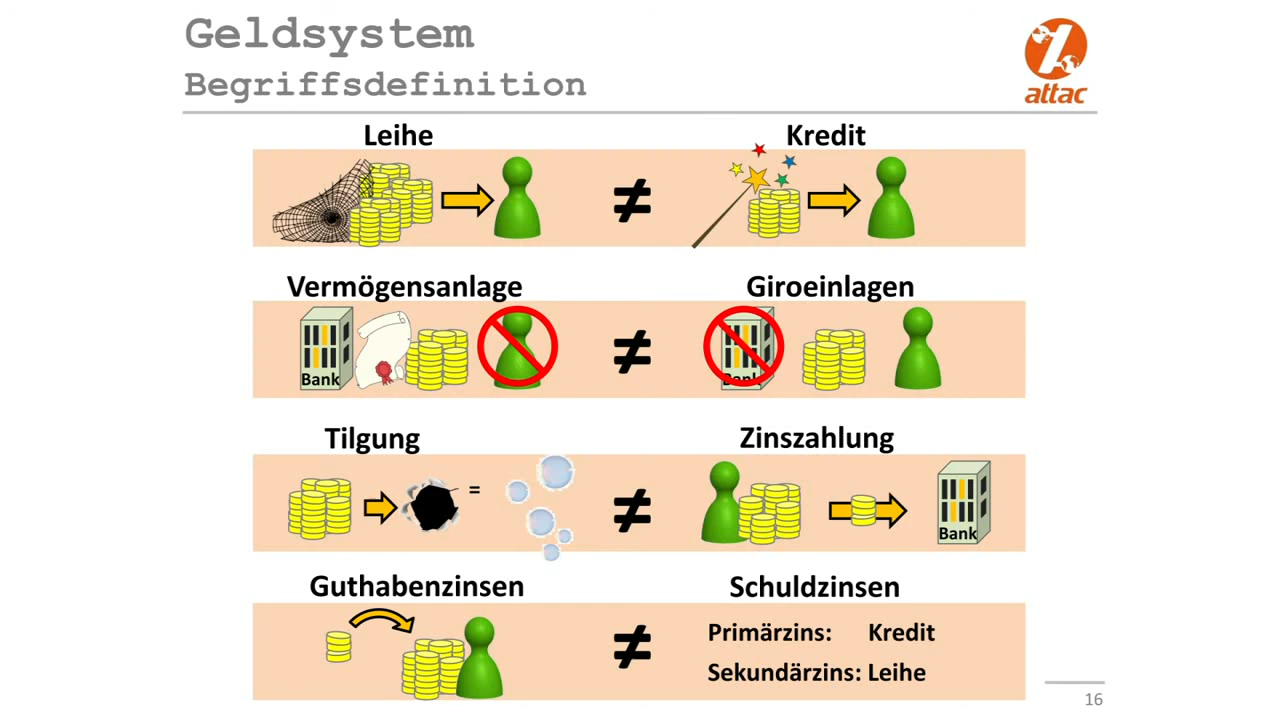 Geldsystem
Begriffsdefinition
attac
Leihe ≠ Kredit
Vermögensanlage ≠ Giroeinlagen
Bank Bank
Tilgung Zinszahlung
= ≠
Bank
Guthabenzinsen Schuldzinsen
≠ Primärzins: Kredit
Sekundärzins: Leihe
16